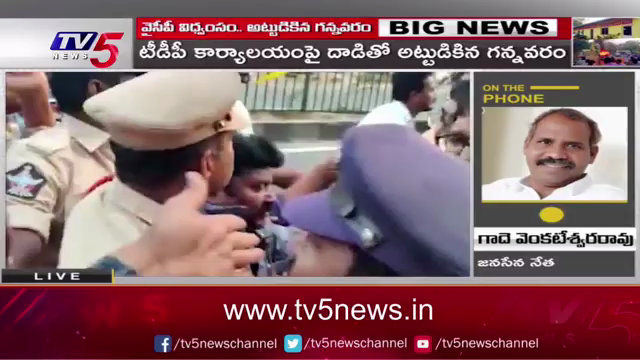 వైసీపీ విధ్వంసం.. అట్టుడికిన గన్నవరం
BIG NEWS
TV5
NEWS
టీడీపీ కార్యాలయంపై దాడితో అట్టుడికిన గన్నవరం
ON THE
PHONE
గాదె వెంకటేశ్వరరావు
జనసేన నేత
LIVE
www.tv5news.in
/tv5newschannel
/tv5newschannel
/tv5newschannel